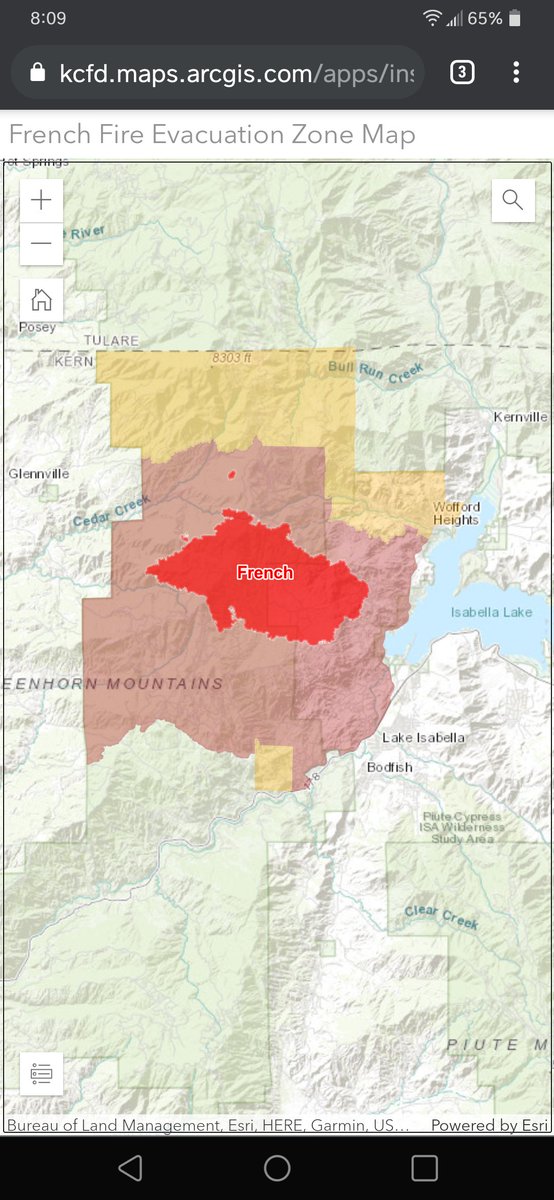 8:09
65%
kcfd.maps.arcgis.com/apps/ins
3
French Fire Evacuation Zone Map
ot Springs
e River
Posey
TULARE
KERN
8303 ft
Bull Run Creek
Kernville
Glennville
Cedar Creek
Wofford
Heights
French
Isabella Lake
EENHORN MOUNTAINS
Lake Isabella
Bodfish
178
Piute Cypress
ISA Wilderness
Study Area
Clear Creek
PIUTE M
Bureau of Land Management, Esri, HERE, Garmin, US...
Powered by Esri